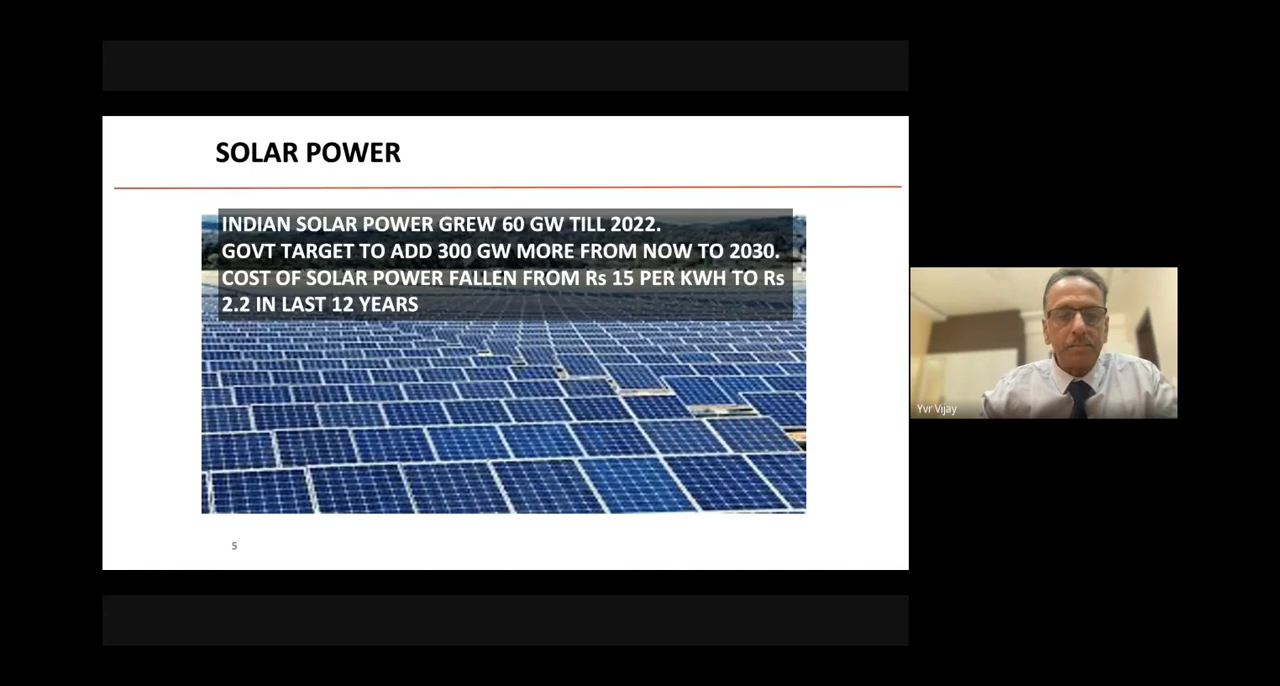 SOLAR POWER
INDIAN SOLAR POWER GREW 60 GW TILL 2022.
GOVT TARGET TO ADD 300 GW MORE FROM NOW TO 2030.
COST OF SOLAR POWER FALLEN FROM Rs 15 PER KWH TO Rs
2.2 IN LAST 12 YEARS
5
Yvr Vijay